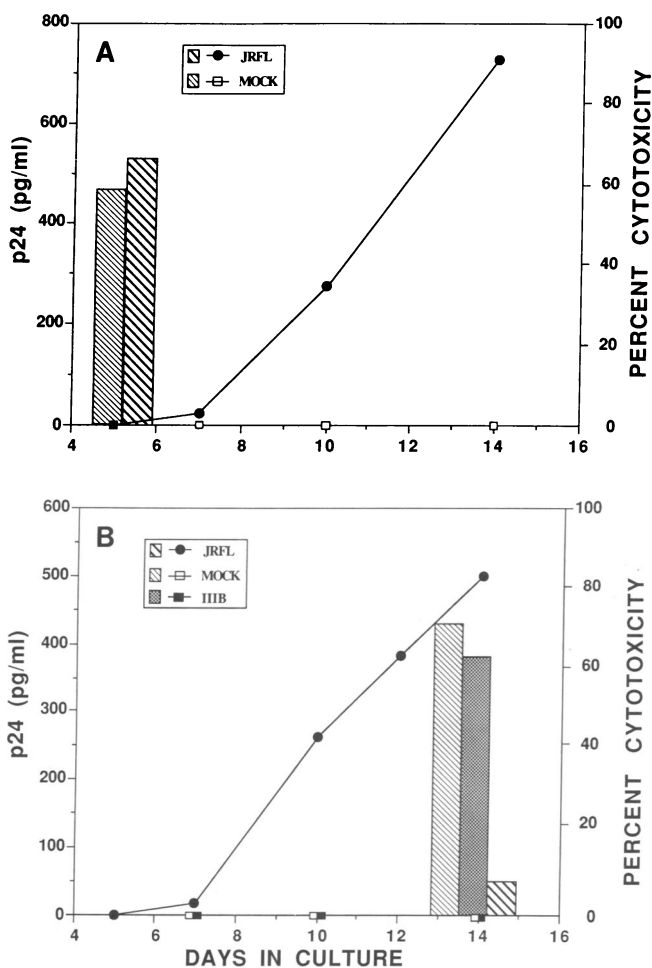 800
600
400
200
0
p24 (pg/ml)
A
JRFL
MOCK
100
80
60
40
20
0
PERCENT CYTOTOXICITY
4 6 8 10 12 14 16
600
500
400
300
200
100
0
p24 (pg/ml)
B
JRFL
MOCK
IIIB
100
80
60
40
20
0
PERCENT CYTOTOXICITY
4 6 8 10 12 14 16
DAYS IN CULTURE